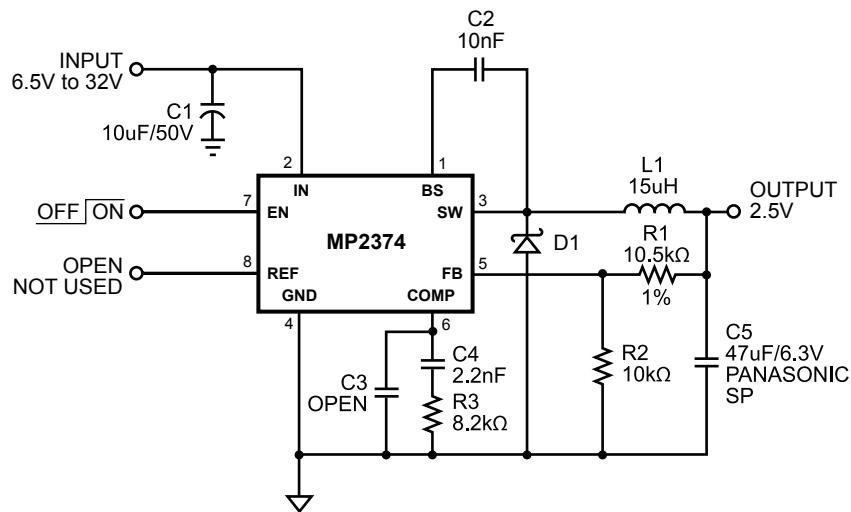 C2
10nF
INPUT
6.5V to 32V
C1
10uF/50V
2
1
IN
BS
L1
15uH
OUTPUT
2.5V
7
EN
SW
3
OFF ON
MP2374
D1
R1
10.5kΩ
1%
OPEN
NOT USED
8
REF
FB
5
GND
COMP
4
6
C3
OPEN
C4
2.2nF
R3
8.2kΩ
R2
10kΩ
C5
47uF/6.3V
PANASONIC
SP